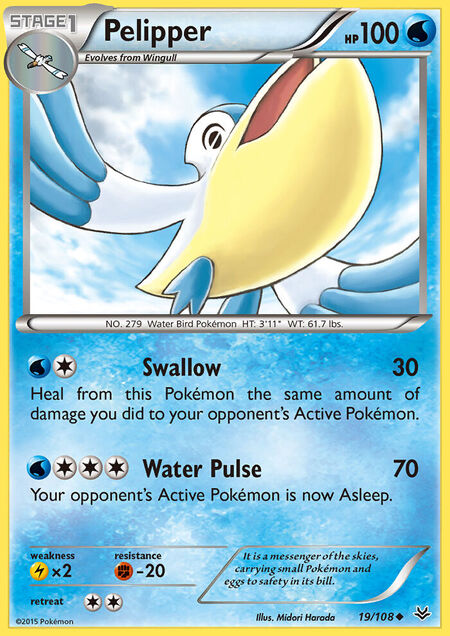 STAGE1
Pelipper
HP100
Evolves from Wingull
NO. 279 Water Bird Pokémon HT: 3'11" WT: 61.7 lbs.
Swallow 30
Heal from this Pokémon the same amount of
damage you did to your opponent's Active Pokémon.
Water Pulse 70
Your opponent's Active Pokémon is now Asleep.
weakness
×2
resistance
-20
retreat
It is a messenger of the skies,
carrying small Pokémon and
eggs to safety in its bill.
©2015 Pokémon
Illus. Midori Harada
19/108